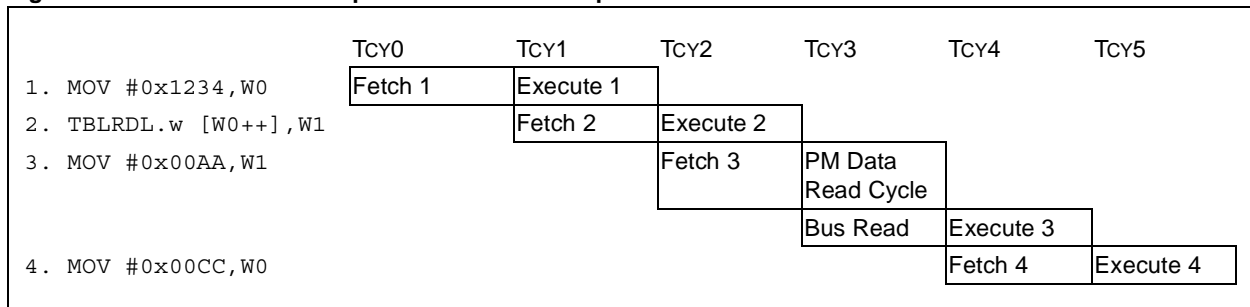 TCY0 TCY1 TCY2 TCY3 TCY4 TCY5
1. MOV #0x1234,W0 Fetch 1 Execute 1
2. TBLRDL.w [W0++],W1 Fetch 2 Execute 2
3. MOV #0x00AA,W1 Fetch 3 PM Data
Read Cycle
Bus Read Execute 3
4. MOV #0x00CC,W0 Fetch 4 Execute 4